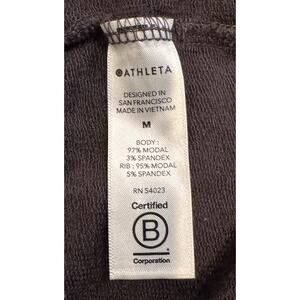 ATHLETA
DESIGNED IN
SAN FRANCISCO
MADE IN VIETNAM
M
BODY :
97% MODAL
3% SPANDEX
RIB : 95% MODAL
5% SPANDEX
RN 54023
Certified
B
Corporation